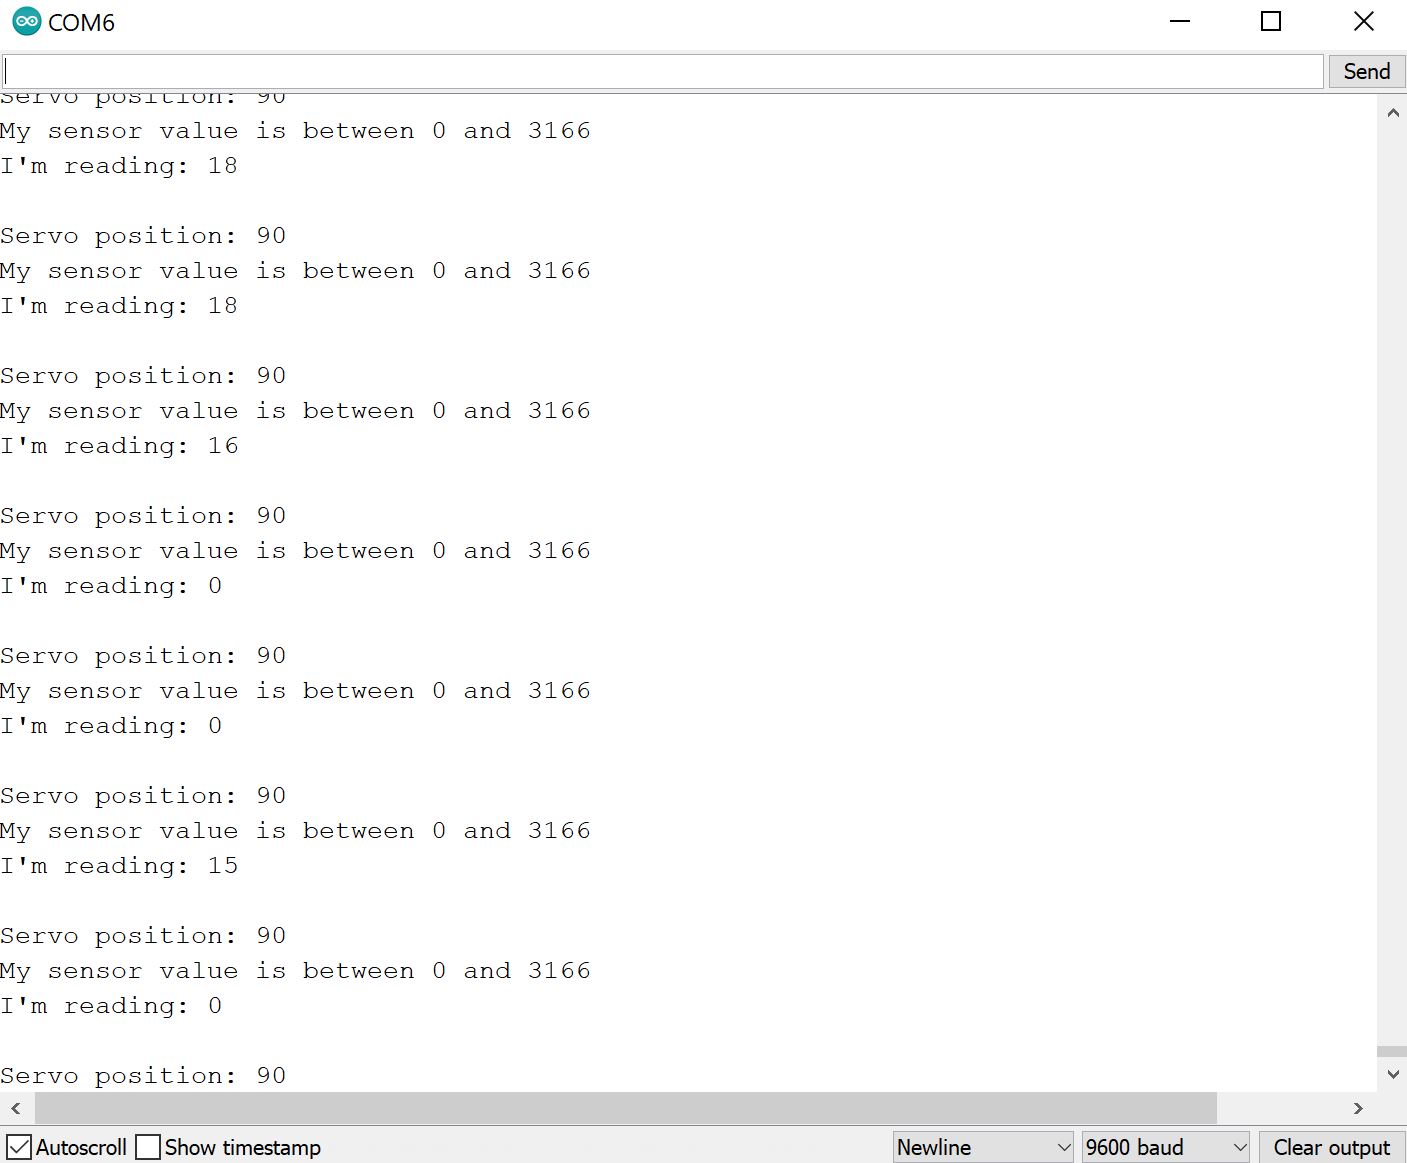 COM6
Send
Servo position: 90
My sensor value is between 0 and 3166
I'm reading: 18
Servo position: 90
My sensor value is between 0 and 3166
I'm reading: 18
Servo position: 90
My sensor value is between 0 and 3166
I'm reading: 16
Servo position: 90
My sensor value is between 0 and 3166
I'm reading: 0
Servo position: 90
My sensor value is between 0 and 3166
I'm reading: 0
Servo position: 90
My sensor value is between 0 and 3166
I'm reading: 15
Servo position: 90
My sensor value is between 0 and 3166
I'm reading: 0
Servo position: 90
Autoscroll Show timestamp Newline 9600 baud Clear output